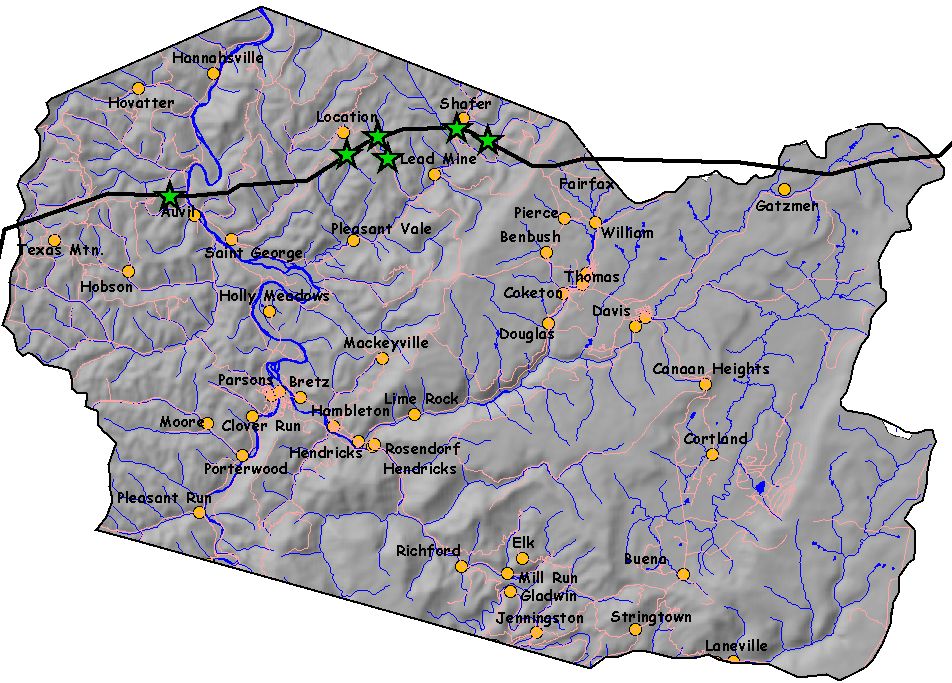 Hannahsville
Hovatter
Shafer
Location
Lead Mine
Fairfax
Auvil
Pierce
Gatzmer
Pleasant Vale
William
Benbush
Texas Mtn.
Saint George
Thomas
Hobson
Holly Meadows
Coketon
Davis
Douglas
Mackeyville
Canaan Heights
Parsons
Bretz
Lime Rock
Hambleton
Moore
Clover Run
Cortland
Hendricks
Rosendorf
Porterwood
Hendricks
Pleasant Run
Elk
Richford
Buena
Mill Run
Gladwin
Jenningston
Stringtown
Laneville